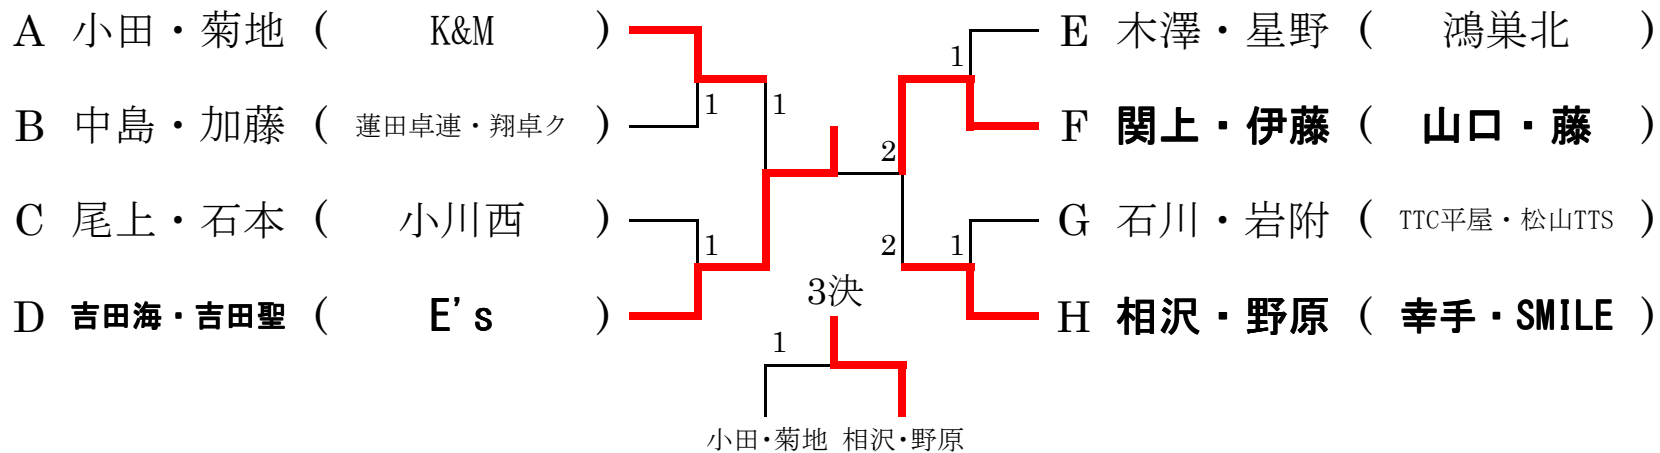 A 小田・菊地 ( K&M ) E 木澤・星野 ( 鴻巣北 )
1
1 1
B 中島・加藤 ( 蓮田卓連・翔卓ク ) F 関上・伊藤 ( 山口・藤 )
2
C 尾上・石本 ( 小川西 ) G 石川・岩附 ( TTC平屋・松山TTS )
1 2 1
3決
D 吉田海・吉田聖 ( E's ) H 相沢・野原 ( 幸手・SMILE )
1
小田・菊地 相沢・野原